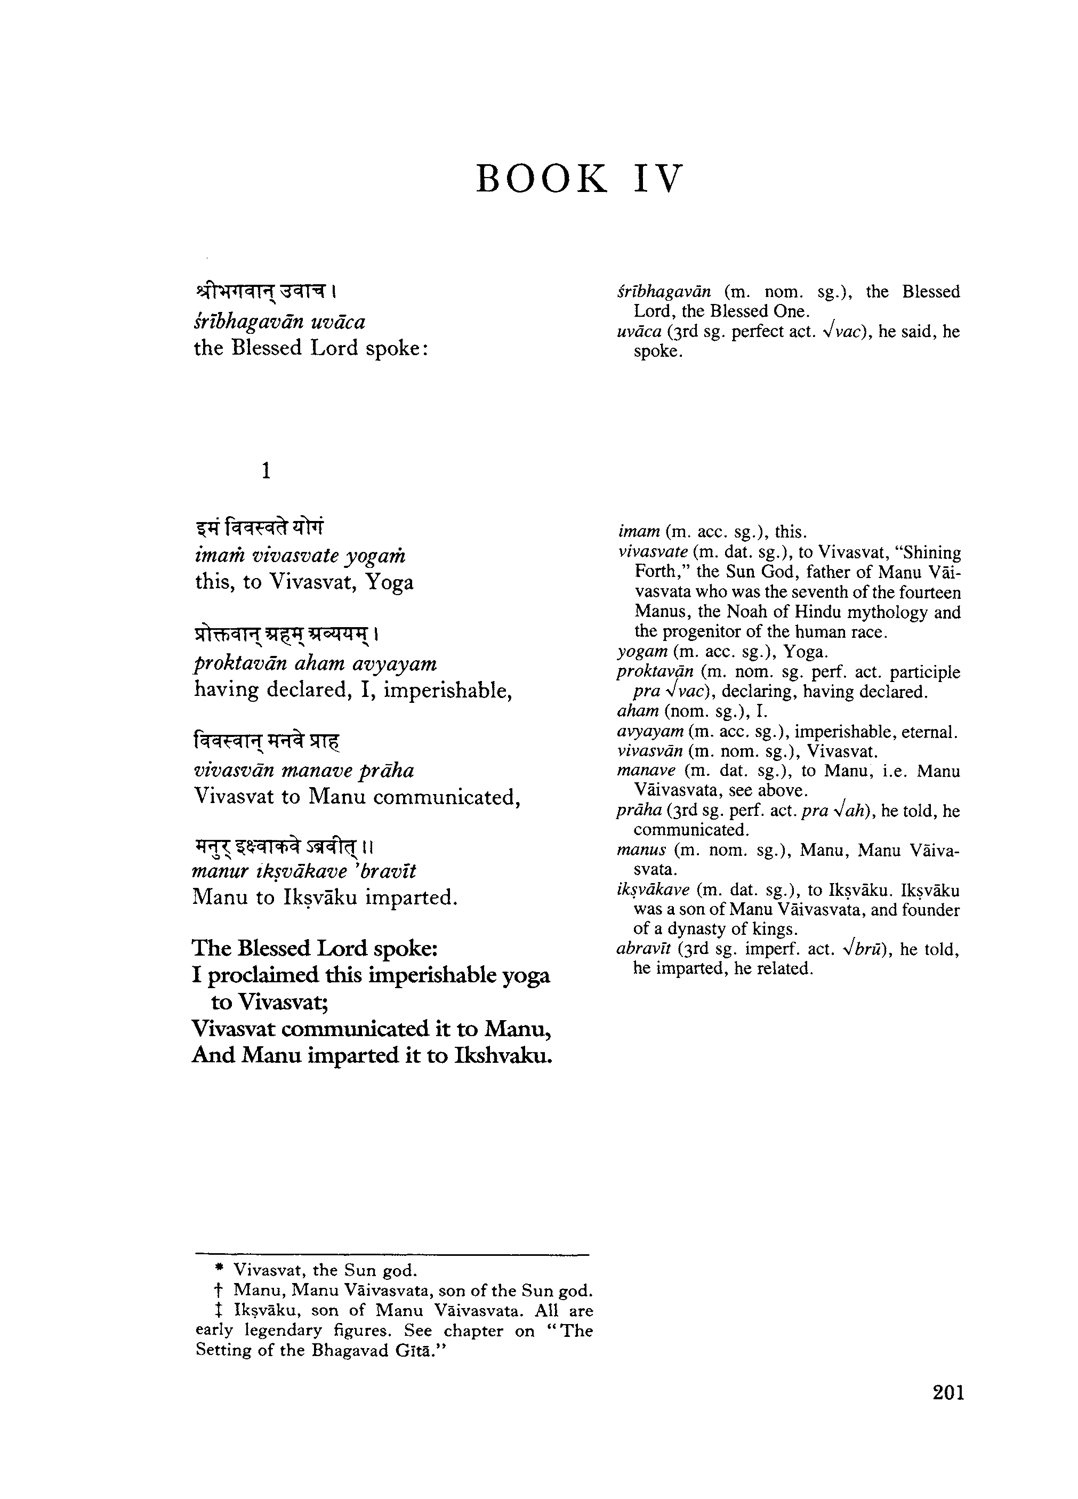 BOOK IV
श्रीभगवान् उवाच ।
śrībhagavān uvāca
the Blessed Lord spoke:
1
इमं विवस्वते योगं
imaṁ vivasvate yogaṁ
this, to Vivasvat, Yoga
प्रोक्तवान् अहम् अव्ययम् ।
proktavān aham avyayam
having declared, I, imperishable,
विवस्वान् मनवे प्राह
vivasvān manave prāha
Vivasvat to Manu communicated,
मनुर् इक्ष्वाकवे ऽब्रवीत् ॥
manur ikṣvākave 'bravīt
Manu to Ikṣvāku imparted.
The Blessed Lord spoke:
I proclaimed this imperishable yoga
to Vivasvat;
Vivasvat communicated it to Manu,
And Manu imparted it to Ikshvaku.
śrībhagavān (m. nom. sg.), the Blessed
Lord, the Blessed One.
uvāca (3rd sg. perfect act. √vac), he said, he
spoke.
imam (m. acc. sg.), this.
vivasvate (m. dat. sg.), to Vivasvat, “Shining
Forth,” the Sun God, father of Manu Vāi-
vasvata who was the seventh of the fourteen
Manus, the Noah of Hindu mythology and
the progenitor of the human race.
yogam (m. acc. sg.), Yoga.
proktavān (m. nom. sg. perf. act. participle
pra √vac), declaring, having declared.
aham (nom. sg.), I.
avyayam (m. acc. sg.), imperishable, eternal.
vivasvān (m. nom. sg.), Vivasvat.
manave (m. dat. sg.), to Manu, i.e. Manu
Vāivasvata, see above.
prāha (3rd sg. perf. act. pra √ah), he told, he
communicated.
manus (m. nom. sg.), Manu, Manu Vāiva-
svata.
ikṣvākave (m. dat. sg.), to Ikṣvāku. Ikṣvāku
was a son of Manu Vāivasvata, and founder
of a dynasty of kings.
abravīt (3rd sg. imperf. act. √brū), he told,
he imparted, he related.
* Vivasvat, the Sun god.
† Manu, Manu Vāivasvata, son of the Sun god.
‡ Ikṣvāku, son of Manu Vāivasvata. All are
early legendary figures. See chapter on “The
Setting of the Bhagavad Gītā.”
201